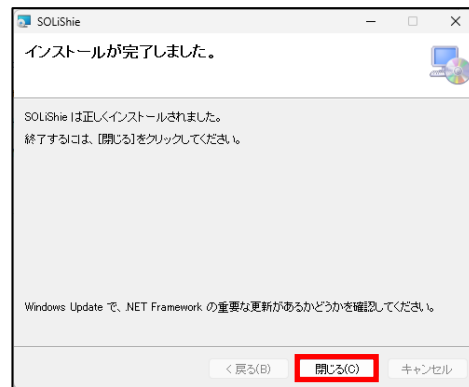 SOLiShie
インストールが完了しました。
SOLiShie は正しくインストールされました。
終了するには、[閉じる]をクリックしてください。
Windows Update で、.NET Framework の重要な更新があるかどうかを確認してください。
< 戻る(B)
閉じる(C)
キャンセル